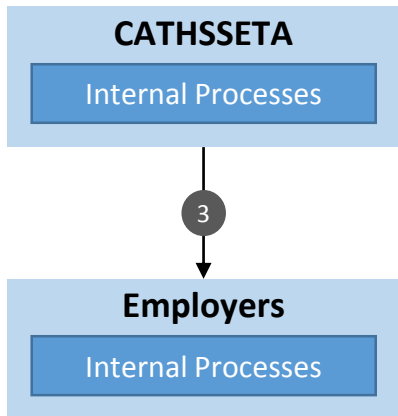 CATHSSETA
Internal Processes
3
Employers
Internal Processes